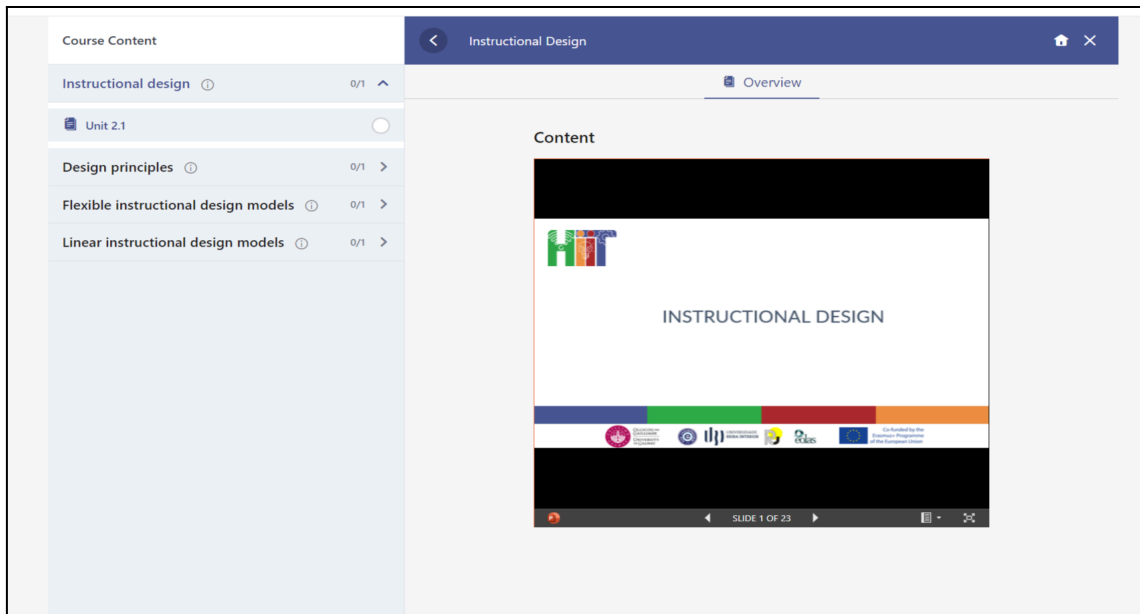 Course Content
Instructional Design
Instructional design 0/1
Overview
Unit 2.1
Content
Design principles 0/1
Flexible instructional design models 0/1
Linear instructional design models 0/1
HiT
INSTRUCTIONAL DESIGN
eolas
Co-funded by the
Erasmus+ Programme
of the European Union
SLIDE 1 OF 23